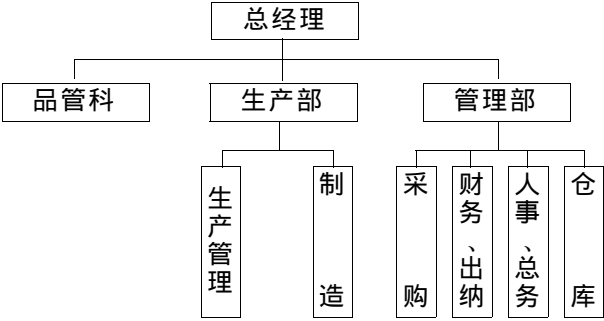 总经理
品管科
生产部
管理部
生产管理
制造
采购
财务、出纳
人事、总务
仓库